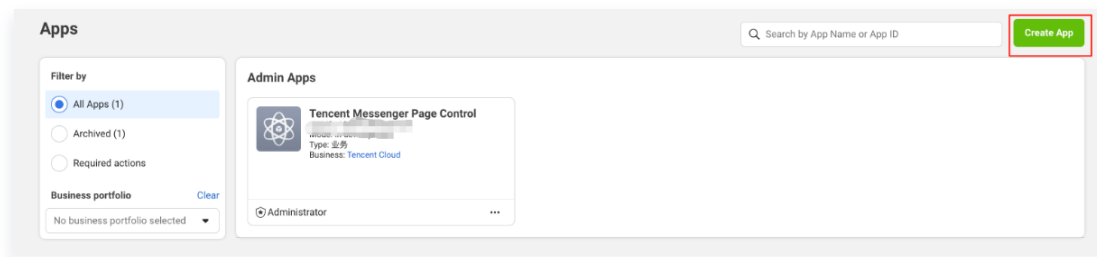 Apps
Search by App Name or App ID
Create App
Filter by
All Apps (1)
Archived (1)
Required actions
Business portfolio
Clear
No business portfolio selected
Admin Apps
Tencent Messenger Page Control
Type: 业务
Business: Tencent Cloud
Administrator